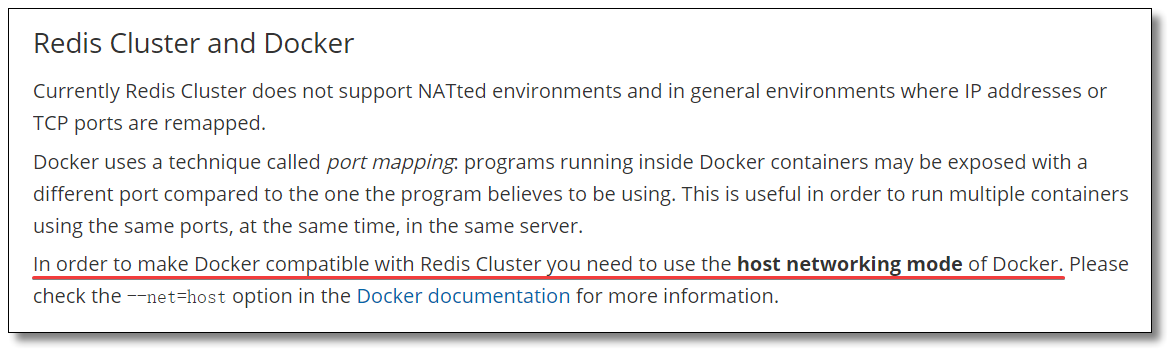 Redis Cluster and Docker
Currently Redis Cluster does not support NATted environments and in general environments where IP addresses or
TCP ports are remapped.
Docker uses a technique called port mapping: programs running inside Docker containers may be exposed with a
different port compared to the one the program believes to be using. This is useful in order to run multiple containers
using the same ports, at the same time, in the same server.
In order to make Docker compatible with Redis Cluster you need to use the host networking mode of Docker. Please
check the --net=host option in the Docker documentation for more information.